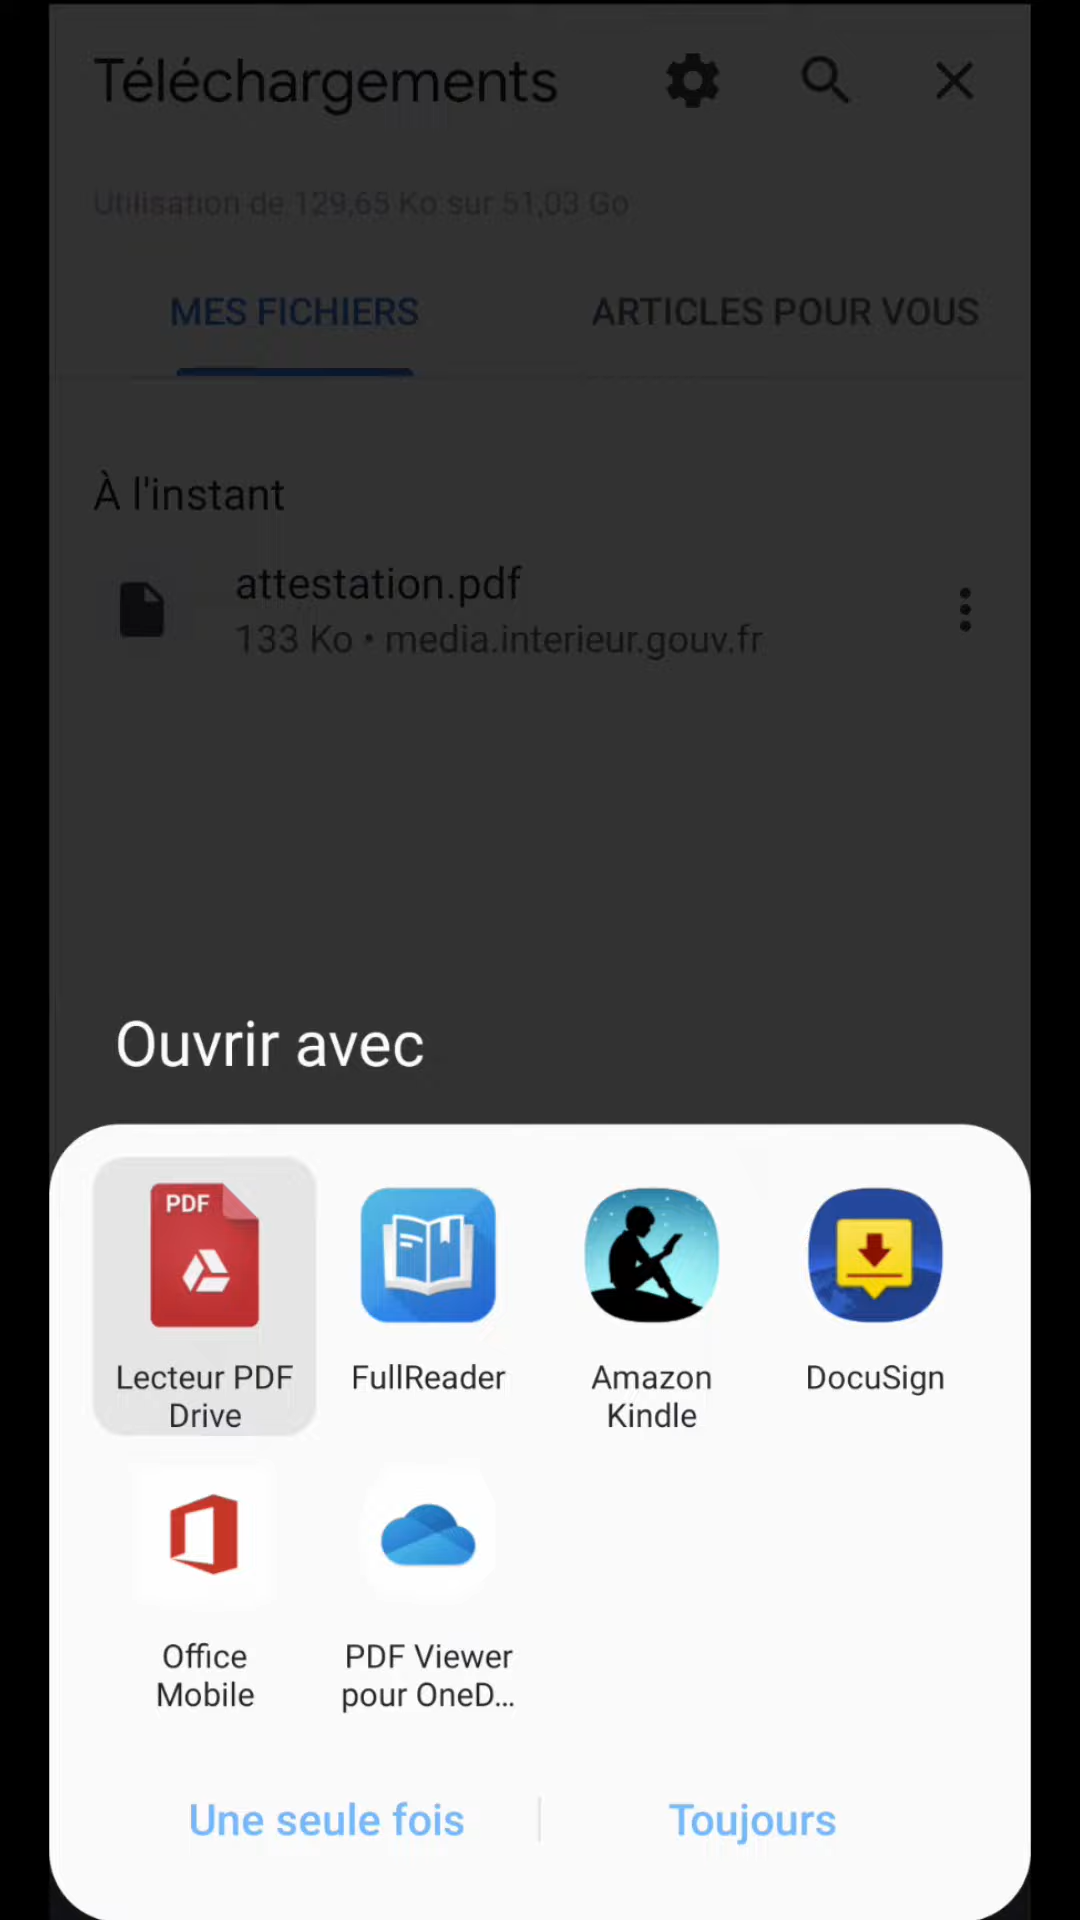 Téléchargements
Utilisation de 129,65 Ko sur 51,03 Go
MES FICHIERS
ARTICLES POUR VOUS
À l'instant
attestation.pdf
133 Ko • media.interieur.gouv.fr
Ouvrir avec
PDF
Lecteur PDF
Drive
FullReader
Amazon
Kindle
DocuSign
Office
Mobile
PDF Viewer
pour OneD...
Une seule fois
Toujours